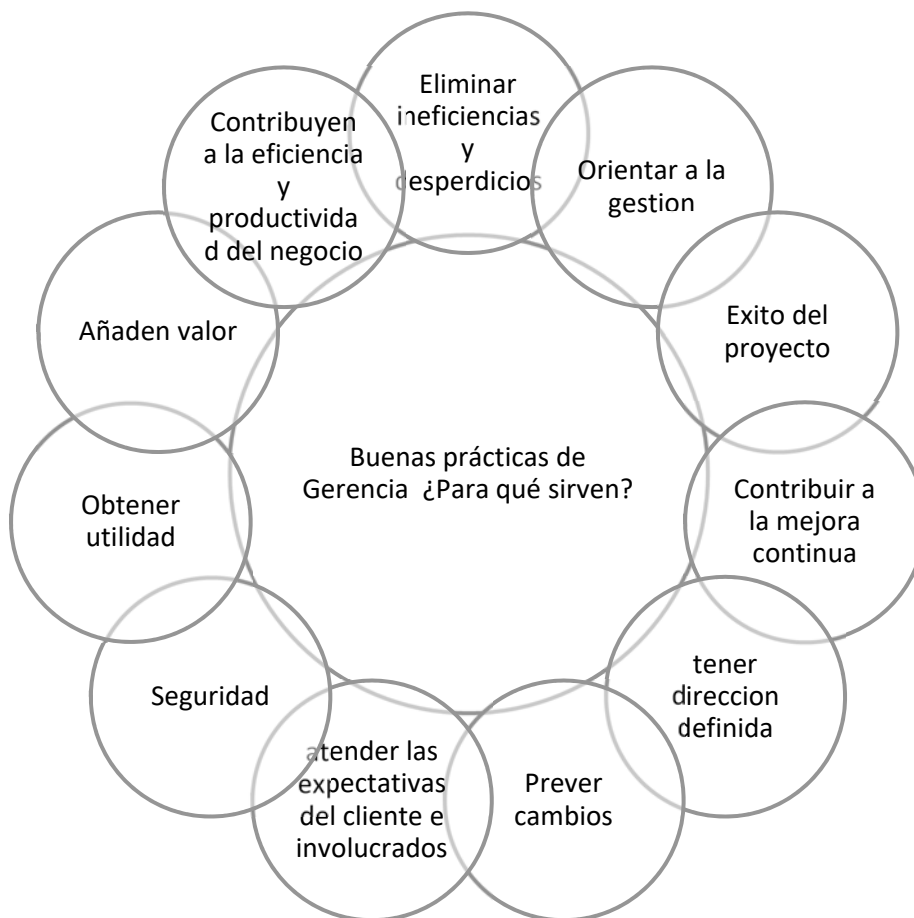 Eliminar
ineficiencias
y
desperdicios
Orientar a la
gestion
Exito del
proyecto
Contribuir a
la mejora
continua
tener
direccion
definida
Prever
cambios
atender las
expectativas
del cliente e
involucrados
Seguridad
Obtener
utilidad
Añaden valor
Contribuyen
a la eficiencia
y
productivida
d del negocio
Buenas prácticas de
Gerencia ¿Para qué sirven?